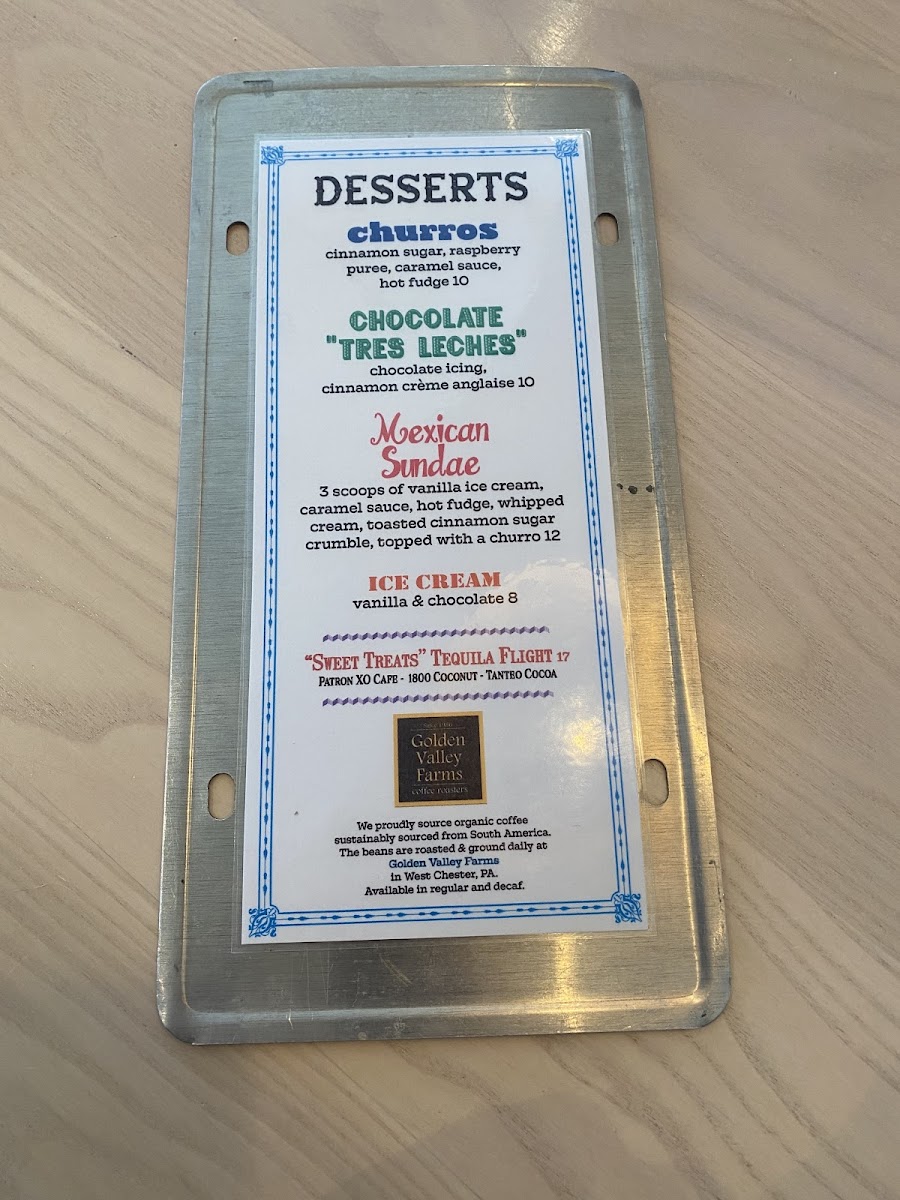 DESSERTS
churros
cinnamon sugar, raspberry
puree, caramel sauce,
hot fudge 10
CHOCOLATE
"TRES LECHES"
chocolate icing,
cinnamon crème anglaise 10
Mexican
Sundae
3 scoops of vanilla ice cream,
caramel sauce, hot fudge, whipped
cream, toasted cinnamon sugar
crumble, topped with a churro 12
ICE CREAM
vanilla & chocolate 8
“SWEET TREATS” TEQUILA FLIGHT 17
PATRON XO CAFE - 1800 COCONUT - TANTEO COCOA
Golden
Valley
Farms
coffee roasters
We proudly source organic coffee
sustainably sourced from South America.
The beans are roasted & ground daily at
Golden Valley Farms
in West Chester, PA.
Available in regular and decaf.